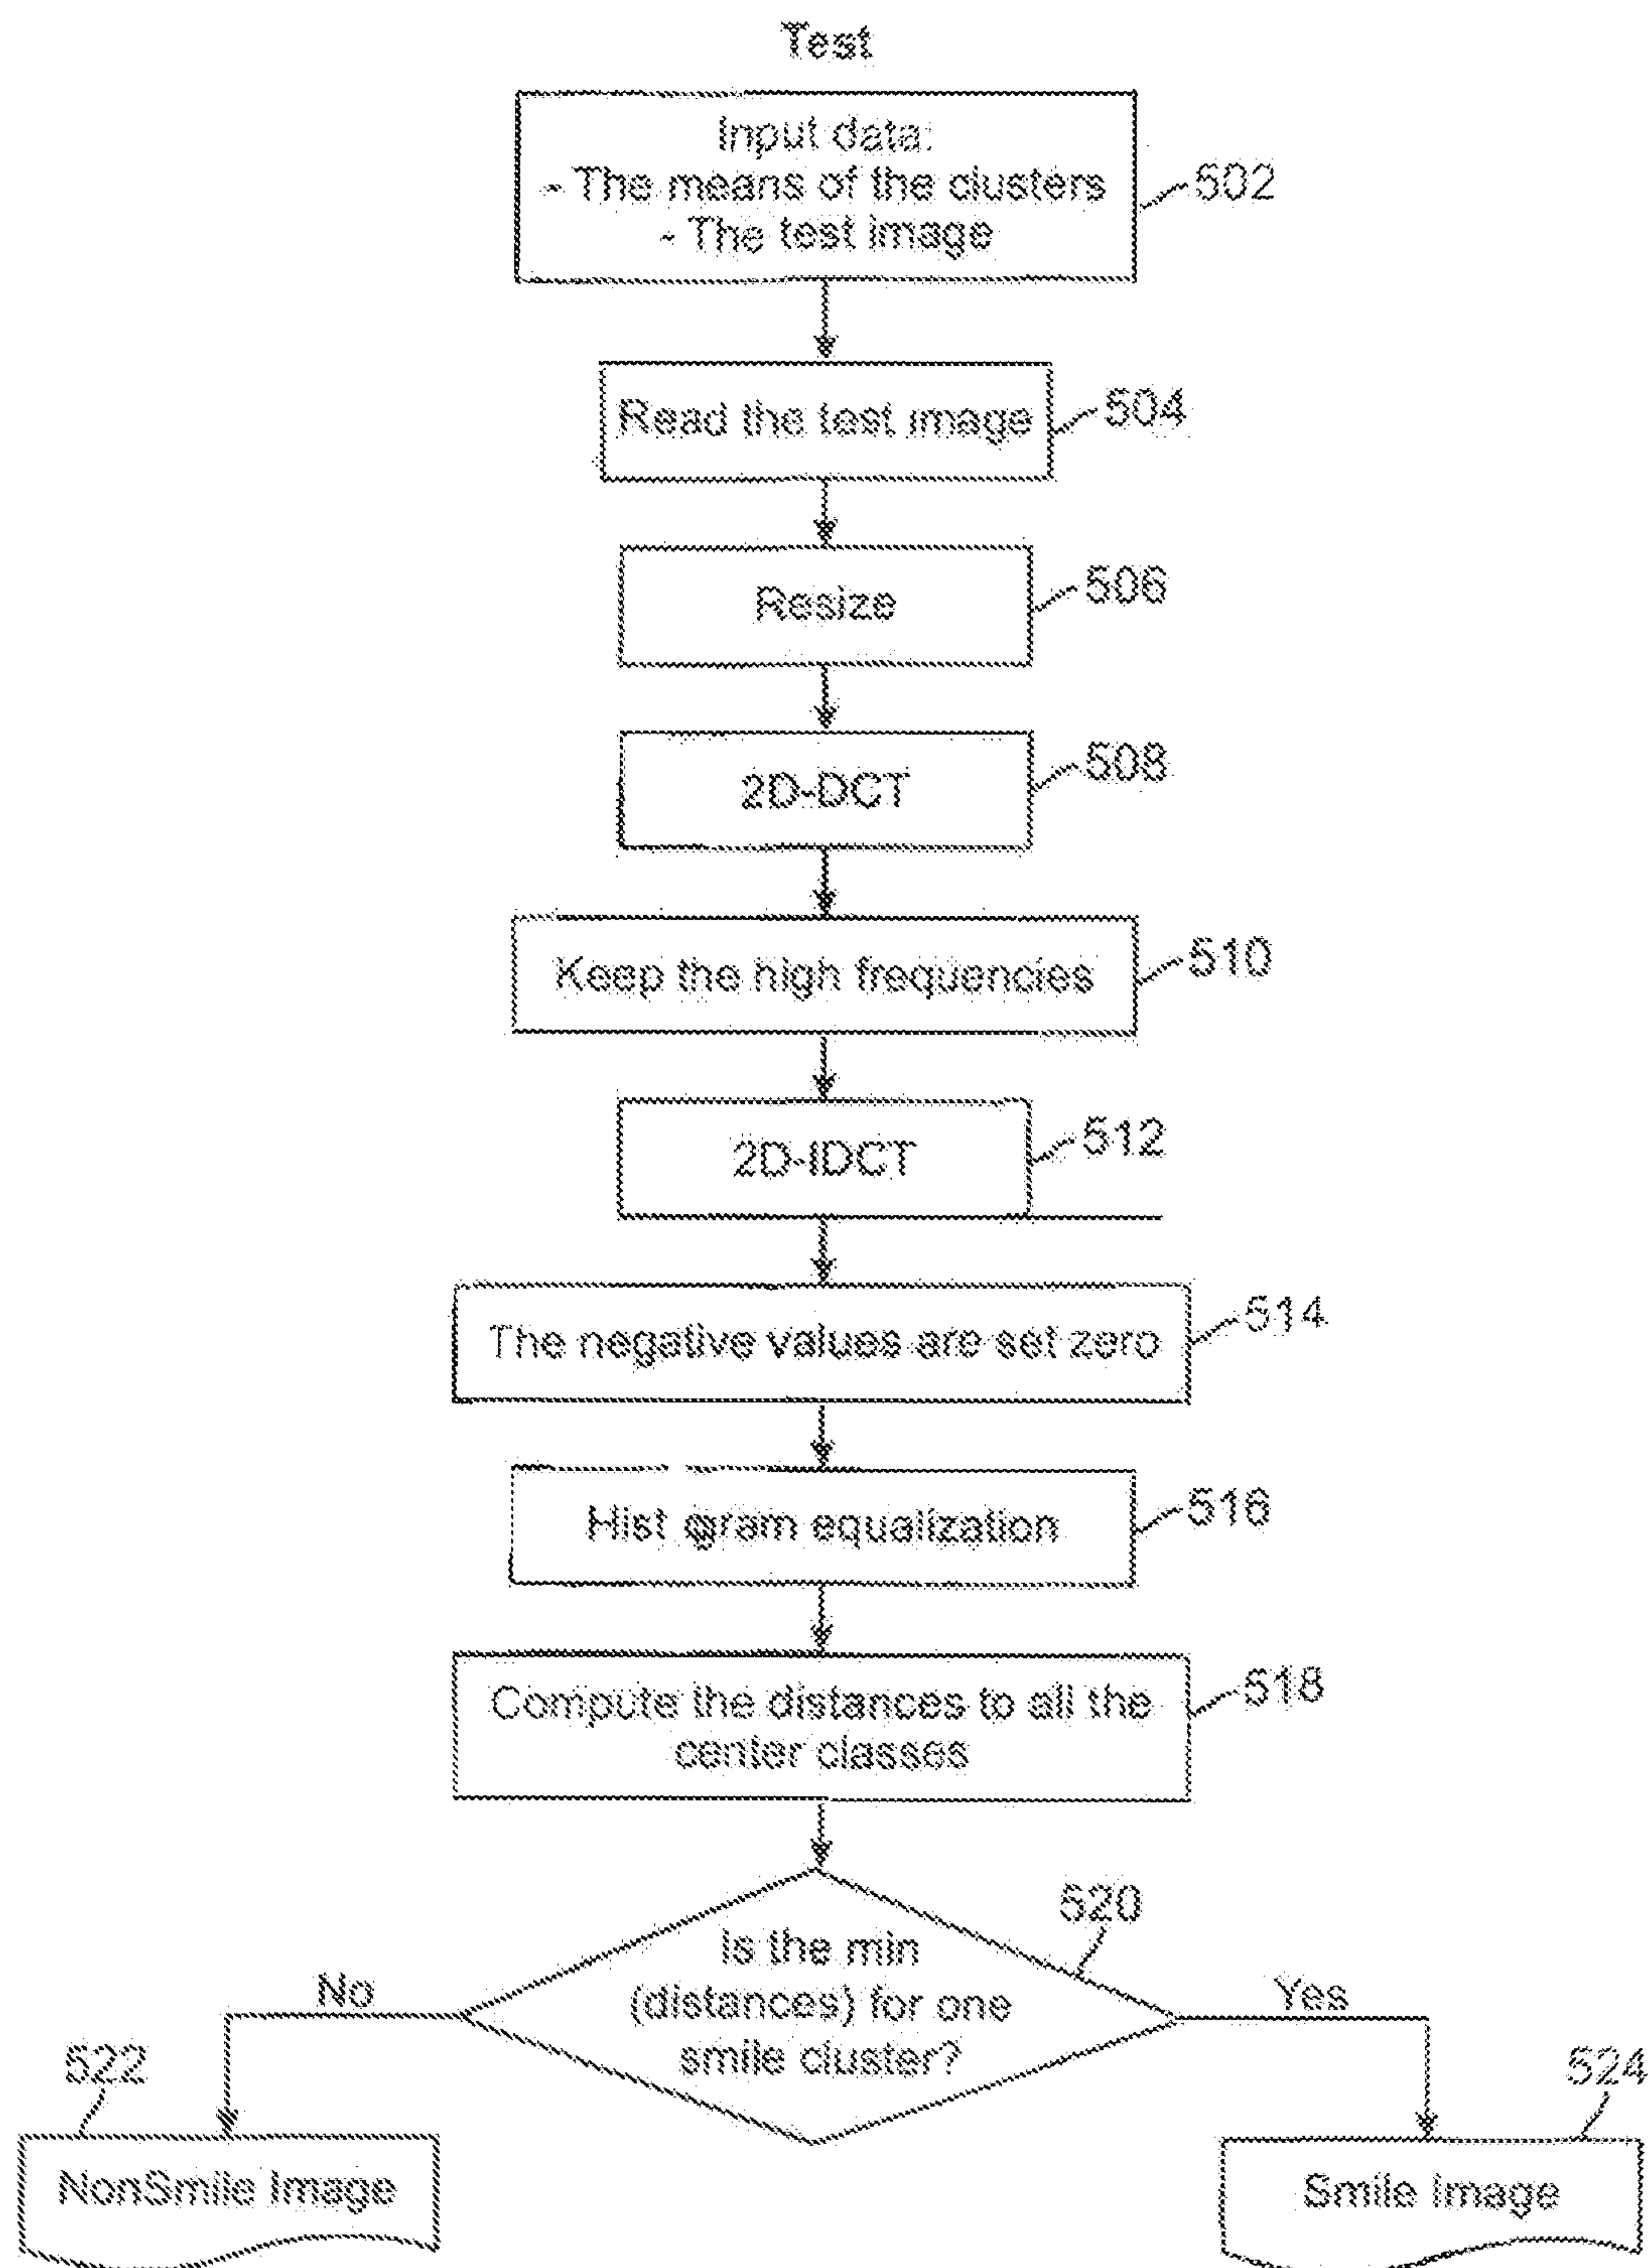 Test
Input data:
- The means of the clusters
- The test image
502
Read the test image
504
Resize
506
2D-DCT
508
Keep the high frequencies
510
2D-IDCT
512
The negative values are set zero
514
Hist gram equalization
516
Compute the distances to all the
center classes
518
Is the min
(distances) for one
smile cluster?
520
No
Yes
522
NonSmile Image
524
Smile Image